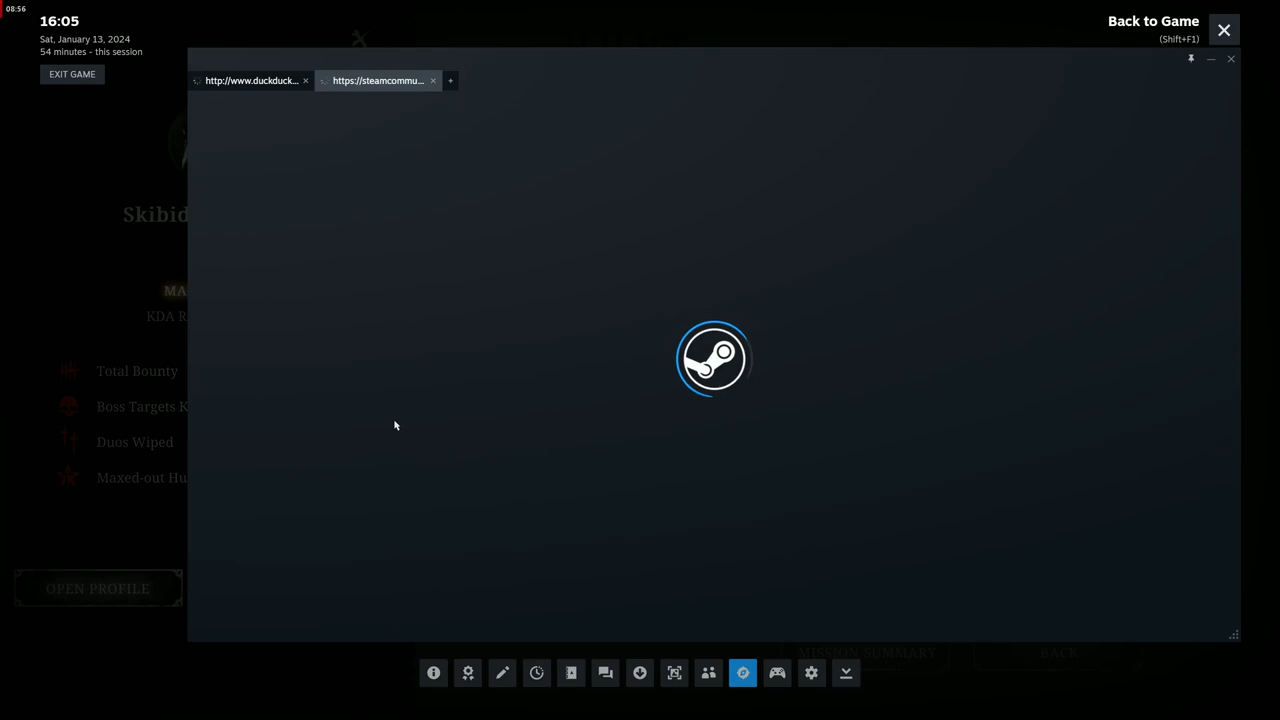 08:56
16:05
Sat, January 13, 2024
54 minutes - this session
EXIT GAME
Back to Game
(Shift+F1)
http://www.duckduck...
https://steamcommu...
Skibid
MA
KDA R
Total Bounty
Boss Targets K
Duos Wiped
Maxed-out Hu
OPEN PROFILE
MISSION SUMMARY
BACK